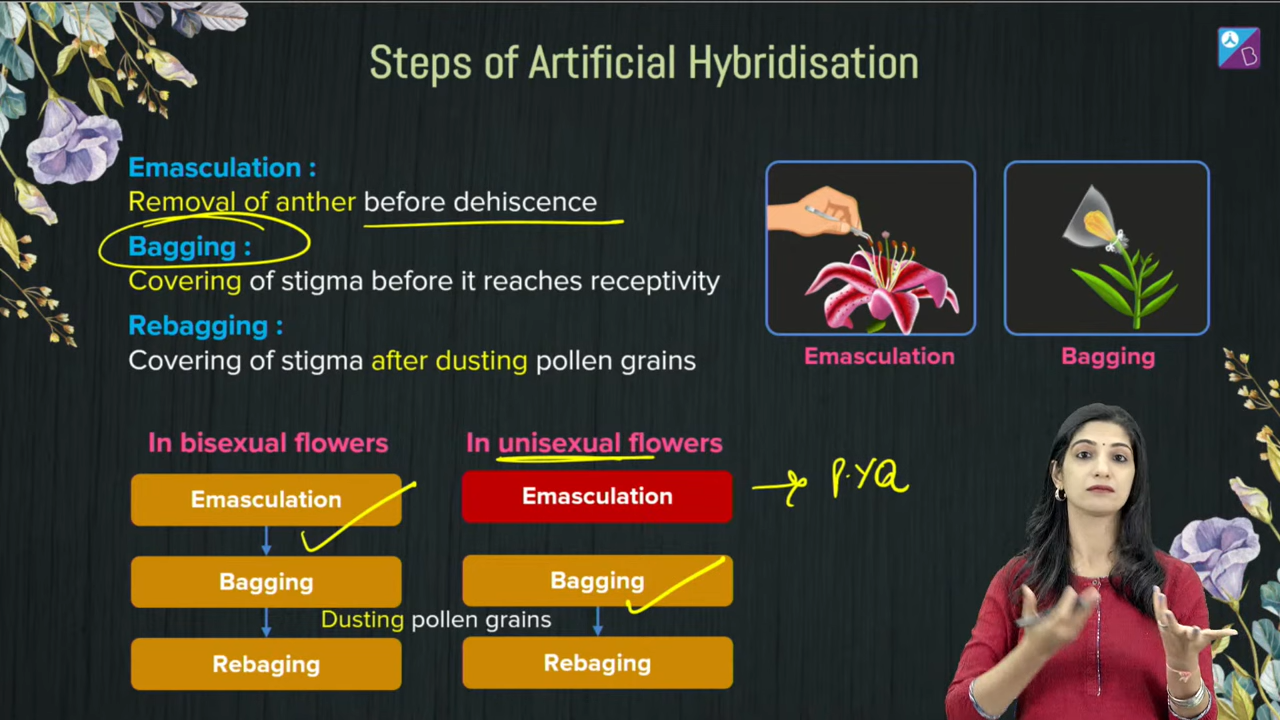 Steps of Artificial Hybridisation
Emasculation :
Removal of anther before dehiscence
Bagging :
Covering of stigma before it reaches receptivity
Rebagging :
Covering of stigma after dusting pollen grains
Emasculation
Bagging
In bisexual flowers
Emasculation
Bagging
Rebaging
In unisexual flowers
Emasculation
Bagging
Rebaging
Dusting pollen grains
→ P.YQ
B